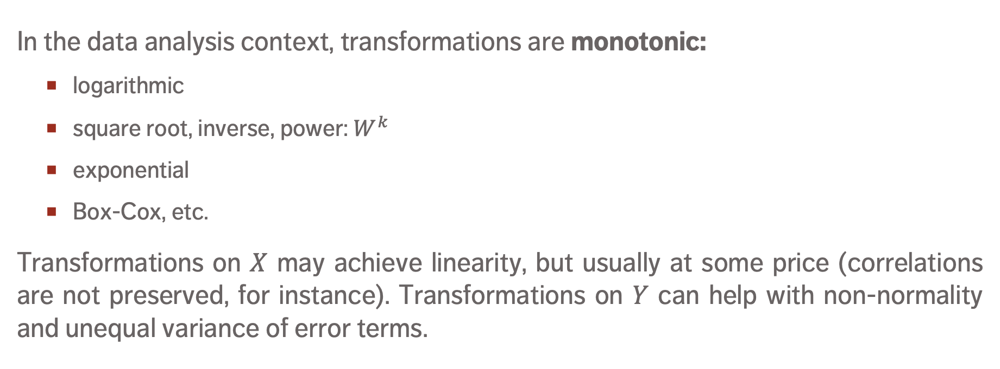 In the data analysis context, transformations are monotonic:
▪ logarithmic
▪ square root, inverse, power: W^k
▪ exponential
▪ Box-Cox, etc.
Transformations on X may achieve linearity, but usually at some price (correlations
are not preserved, for instance). Transformations on Y can help with non-normality
and unequal variance of error terms.